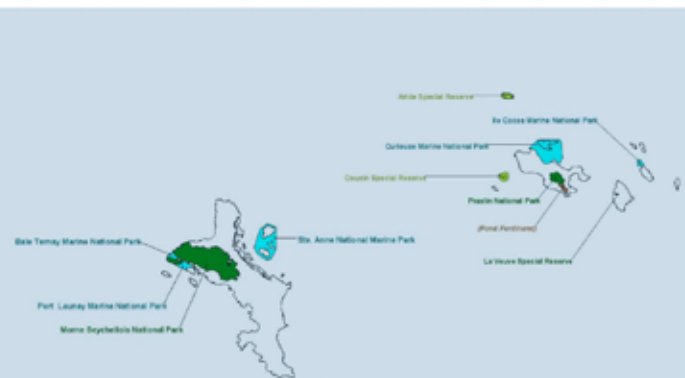 Aride Special Reserve
Ile Cocos Marine National Park
Curieuse Marine National Park
Cousin Special Reserve
Praslin National Park
(Fond Ferdinand)
La Veuve Special Reserve
Baie Ternay Marine National Park
Ste. Anne National Marine Park
Port Launay Marine National Park
Morne Seychellois National Park